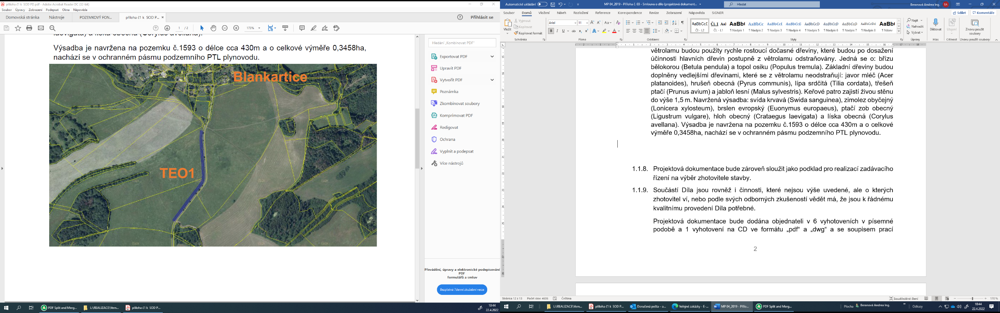 příloha č1 k SOD PD.pdf - Adobe Acrobat Reader DC (32-bit)
Soubor Úpravy Zobrazení Podepsat Okna Nápověda
Domovská stránka Nástroje POZEMKOVÝ FON... příloha č1 k SOD P... × Přihlásit se
1 / 2 173%
laevigata) a líska obecná (Corylus avellana).
Výsadba je navržena na pozemku č.1593 o délce cca 430m a o celkové výměře 0,3458ha,
nachází se v ochranném pásmu podzemního PTL plynovodu.
Blankartice
TEO1
Hledání „Kombinovat PDF"
Exportovat PDF
Upravit PDF
Vytvořit PDF
Poznámka
Zkombinovat soubory
Komprimovat PDF
Redigovat
Ochrana
Vyplnit a podepsat
Více nástrojů
Převádění, úpravy a elektronické podepisování
PDF
formulářů a smluv
Bezplatná 7denní zkušební verze
PDF Split and Merg... L:\REALIZACE\Vern... příloha č1 k SOD P... 10:44
22.4.2022
Automatické ukládání MP 04_2019 - Příloha č. 03 - Smlouva o dílo (projektová dokument... Hledat Beranová Andrea Ing. BA
Soubor Domů Vložení Návrh Rozložení Reference Korespondence Revize Zobrazení Nápověda SIGNER Sdílet Komentáře
Vložit Vyjmout Kopírovat Kopírovat formát
Arial 11
Čl - L2 Čl. - L1 ¶ Nadpis 1 ¶ Nadpis 2 ¶ Nadpis 3 ¶ Nadpis 4 ¶ Nadpis 5 ¶ Nadpis 6 ¶ Nadpis 7 ¶ Nadpis 8 ¶ Název
Najít Nahradit Vybrat Diktovat Utajení Znovu použít soubory
Schránka Písmo Odstavec Styly Úpravy Hlas Citlivost Znovu použít soubory
větrolamu budou použity rychle rostoucí dočasné dřeviny, které budou po dosažení
účinnosti hlavních dřevin postupně z větrolamu odstraňovány. Jedná se o: břízu
bělokorou (Betula pendula) a topol osiku (Populus tremula). Základní dřeviny budou
doplněny vedlejšími dřevinami, které se z větrolamu neodstraňují: javor mléč (Acer
platanoides), hrušeň obecná (Pyrus communis), lípa srdčitá (Tilia cordata), třešeň
ptačí (Prunus avium) a jabloň lesní (Malus sylvestris). Keřové patro zajistí živou stěnu
do výše 1,5 m. Navržená výsadba: svída krvavá (Swida sanguinea), zimolez obyčejný
(Lonicera xylosteum), brslen evropský (Euonymus europaeus), ptačí zob obecný
(Ligustrum vulgare), hloh obecný (Crataegus laevigata) a líska obecná (Corylus
avellana). Výsadba je navržena na pozemku č.1593 o délce cca 430m a o celkové
výměře 0,3458ha, nachází se v ochranném pásmu podzemního PTL plynovodu.
1.1.8. Projektová dokumentace bude zároveň sloužit jako podklad pro realizací zadávacího
řízení na výběr zhotovitele stavby.
1.1.9. Součástí Díla jsou rovněž i činnosti, které nejsou výše uvedené, ale o kterých
zhotovitel ví, nebo podle svých odborných zkušeností vědět má, že jsou k řádnému
kvalitnímu provedení Díla potřebné.
Projektová dokumentace bude dodána objednateli v 6 vyhotoveních v písemné
podobě a 1 vyhotovení na CD ve formátu „pdf“ a „dwg“ a se soupisem prací
2
Stránka 12 z 13 Počet slov: 4606 Čeština Soustředěné čtení 170 %
L:\REALIZACE\Vern... příloha č1 k SOD P... Doručená pošta – a... Veřejné zakázky - E-... MP 04_2019 - Přílo... PDF Split and Merg... Plocha Beranová Andrea Ing. Odkazy 10:44
22.4.2022